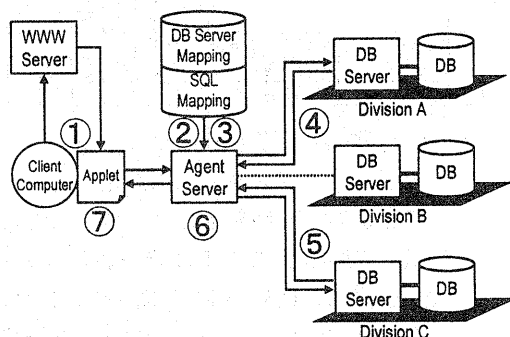 WWW
Server
DB Server
Mapping
SQL
Mapping
DB
Server
DB
Division A
①
②
③
④
Client
Computer
Applet
Agent
Server
DB
Server
DB
Division B
⑦
⑥
⑤
DB
Server
DB
Division C